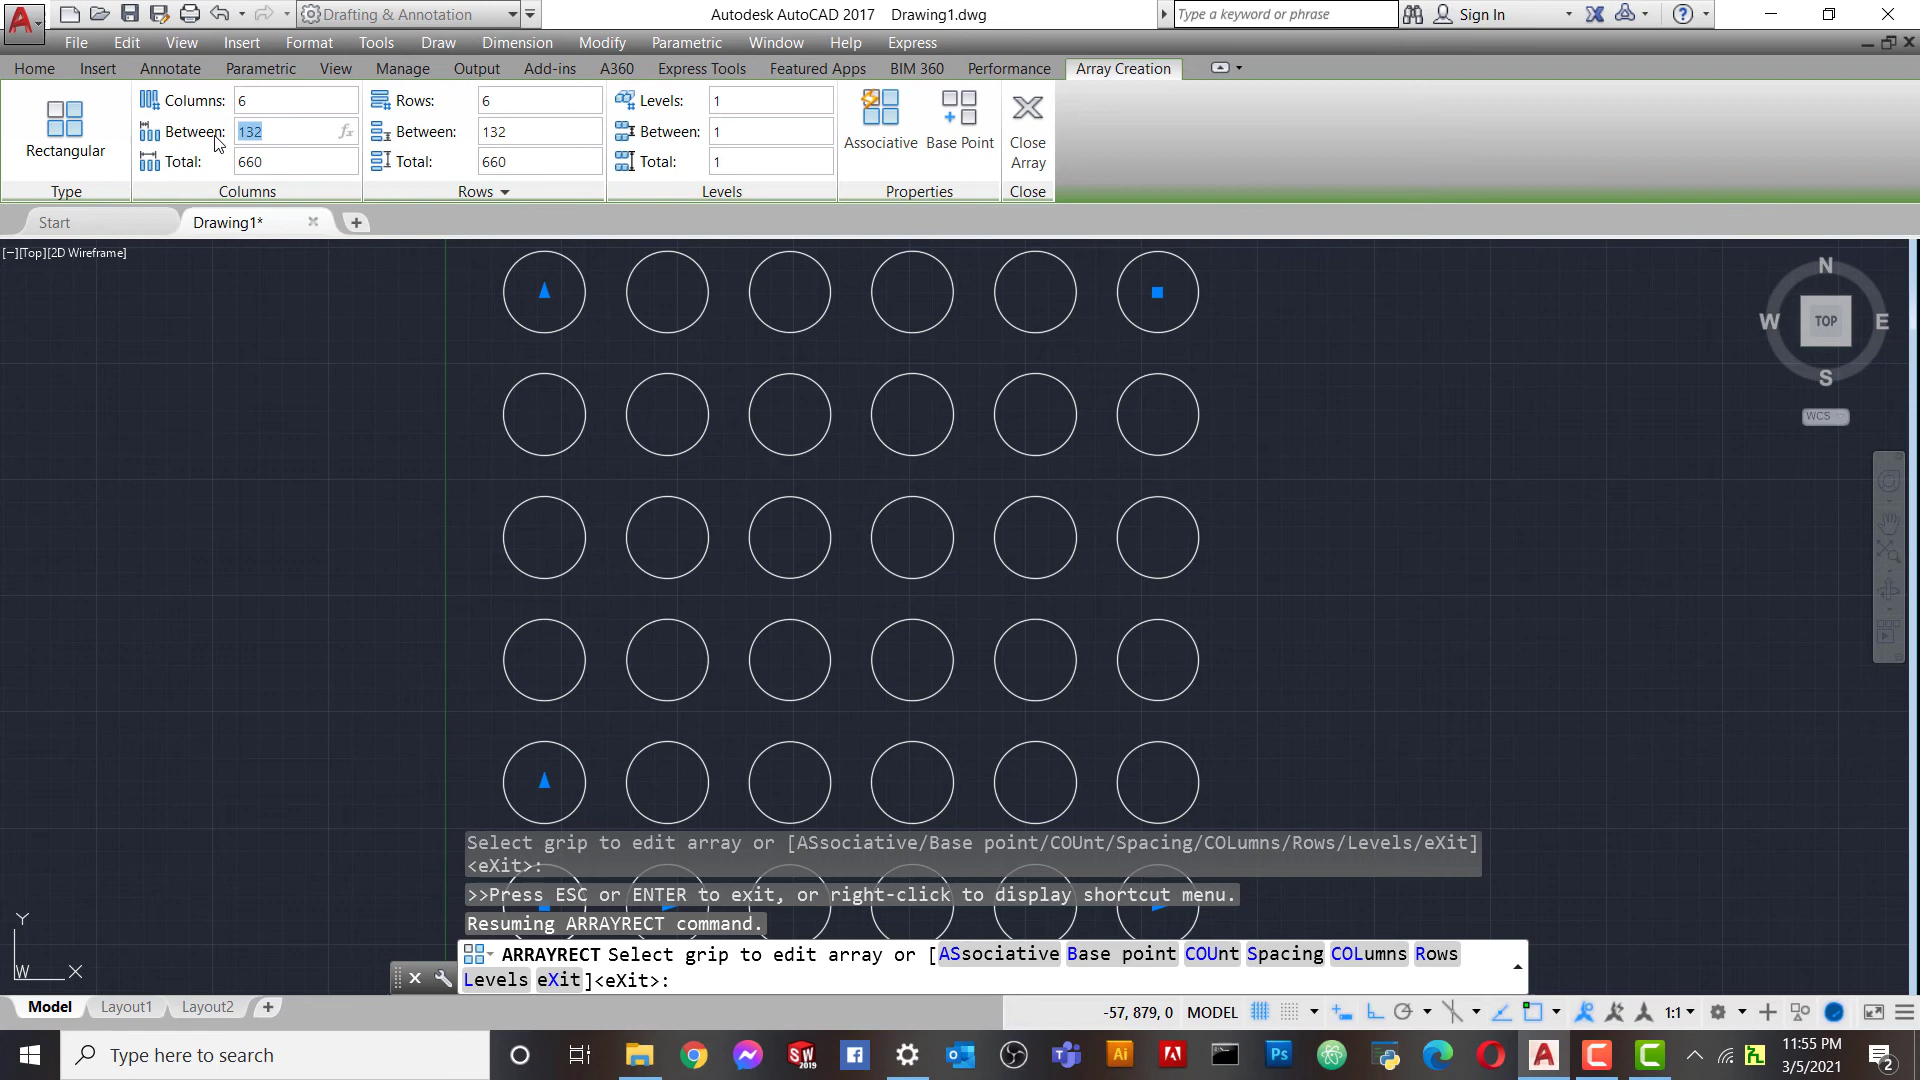 Drafting & Annotation
Autodesk AutoCAD 2017 Drawing1.dwg
Type a keyword or phrase
Sign In
File Edit View Insert Format Tools Draw Dimension Modify Parametric Window Help Express
Home Insert Annotate Parametric View Manage Output Add-ins A360 Express Tools Featured Apps BIM 360 Performance Array Creation
Columns: 6 Rows: 6 Levels: 1
Between: 132 Between: 132 Between: 1
Total: 660 Total: 660 Total: 1
Rectangular Associative Base Point Close
Array
Type Columns Rows Levels Properties Close
Start Drawing1*
[−][Top][2D Wireframe]
N
W TOP E
S
WCS
Select grip to edit array or [ASsociative/Base point/COUnt/Spacing/COLumns/Rows/Levels/eXit]
<eXit>:
>>Press ESC or ENTER to exit, or right-click to display shortcut menu.
Resuming ARRAYRECT command.
ARRAYRECT Select grip to edit array or [ASsociative Base point COUnt Spacing COLumns Rows
Levels eXit]<eXit>:
Y
W X
Model Layout1 Layout2
-57, 879, 0 MODEL 1:1
Type here to search
SW
2019
Ai
Ps
11:55 PM
3/5/2021
2